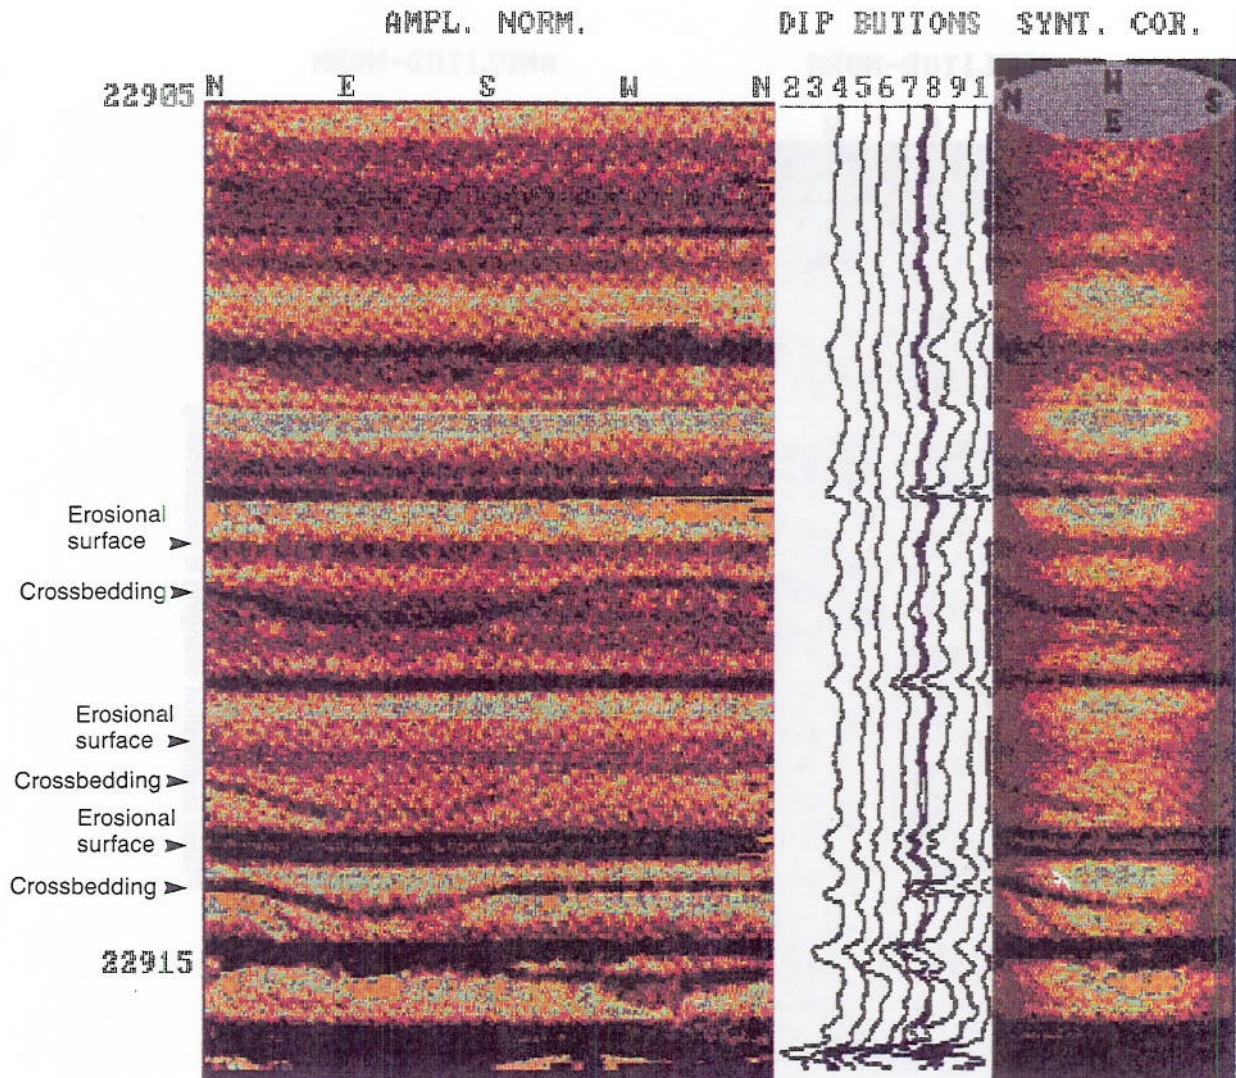 AMPL. NORM.
DIP BUTTONS
SYNT. COR.
N E S W N
2 3 4 5 6 7 8 9 1
W
N S
E
22905
Erosional
surface
Crossbedding
Erosional
surface
Crossbedding
Erosional
surface
Crossbedding
22915